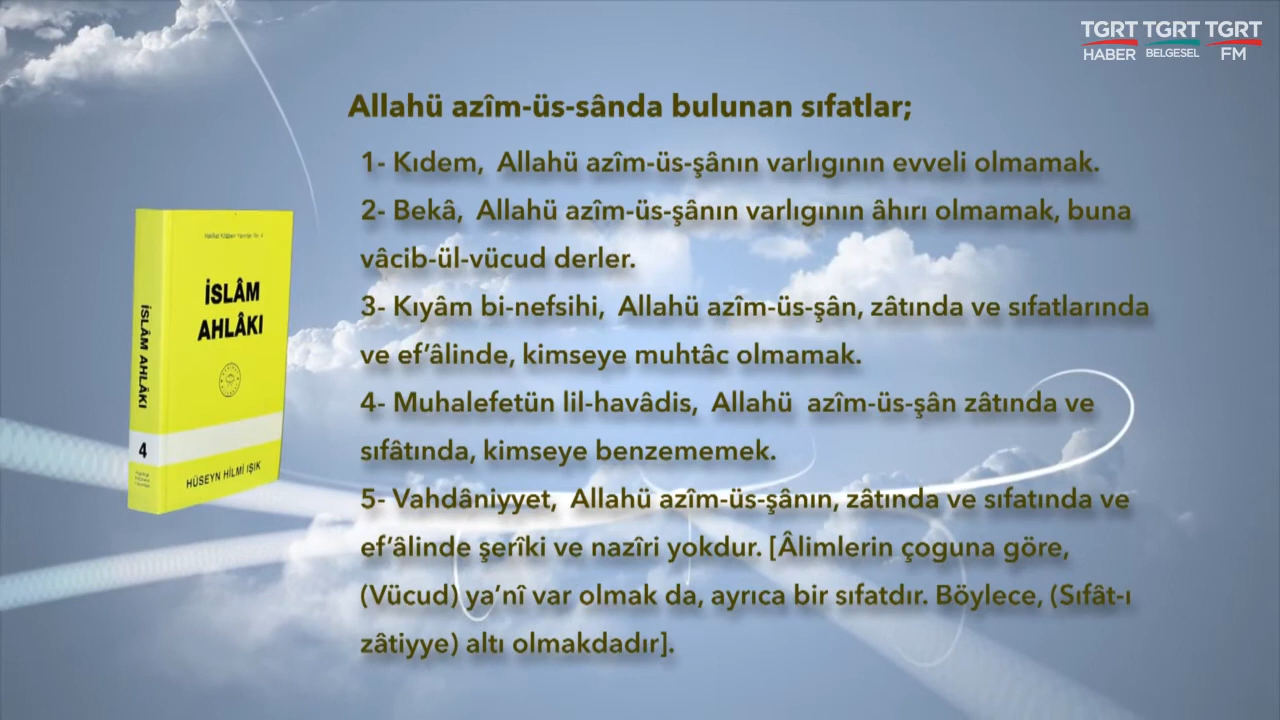 TGRT TGRT TGRT
HABER BELGESEL FM
Allahü azîm-üs-sânda bulunan sıfatlar;
1- Kıdem, Allahü azîm-üs-şânın varlıgının evveli olmamak.
2- Bekâ, Allahü azîm-üs-şânın varlıgının âhırı olmamak, buna
vâcib-ül-vücud derler.
3- Kıyâm bi-nefsihi, Allahü azîm-üs-şân, zâtında ve sıfatlarında
ve ef’âlinde, kimseye muhtâc olmamak.
4- Muhalefetün lil-havâdis, Allahü azîm-üs-şân zâtında ve
sıfâtında, kimseye benzememek.
5- Vahdâniyyet, Allahü azîm-üs-şânın, zâtında ve sıfatında ve
ef’âlinde şerîki ve nazîri yokdur. [Âlimlerin çoguna göre,
(Vücud) ya’nî var olmak da, ayrıca bir sıfatdır. Böylece, (Sıfât-ı
zâtiyye) altı olmakdadır].
İSLÂM
AHLÂKI
HÜSEYN HİLMİ IŞIK
İSLÂM AHLÂKI
4